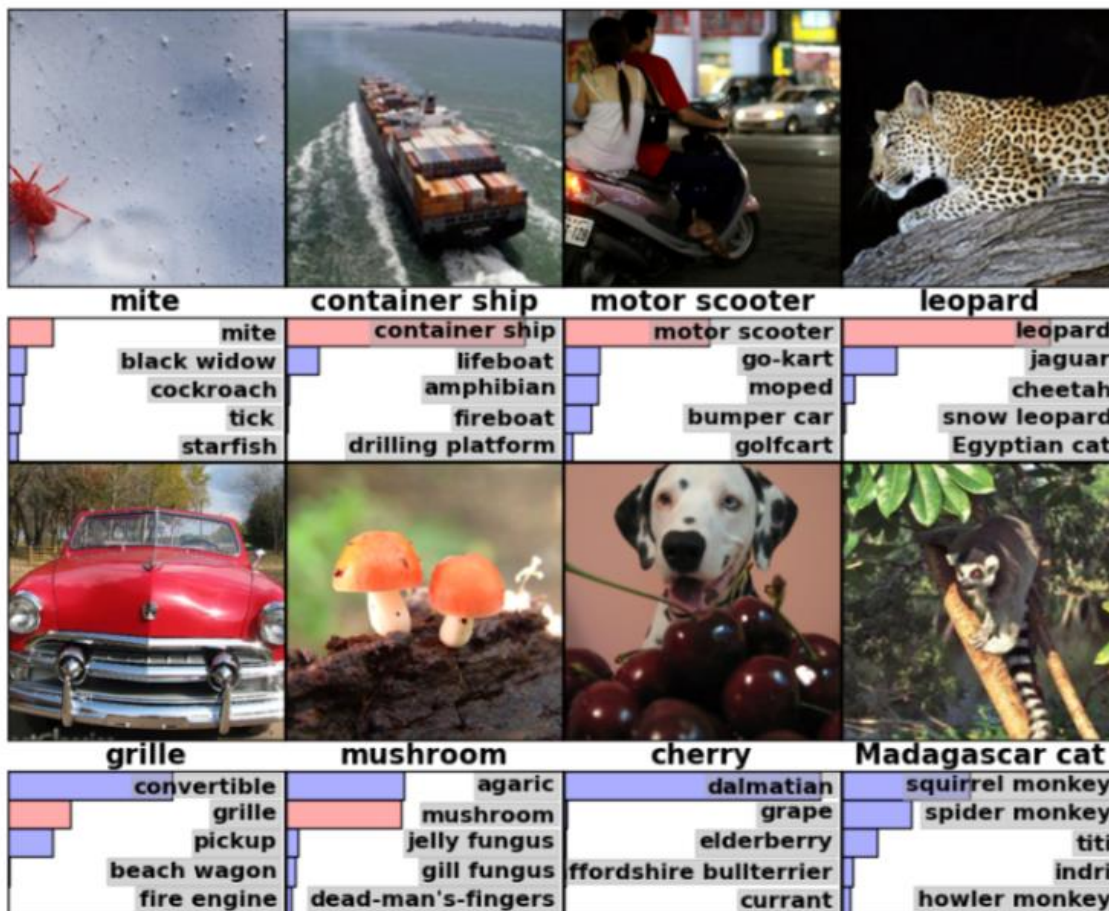 mite
container ship
motor scooter
leopard
mite
black widow
cockroach
tick
starfish
container ship
lifeboat
amphibian
fireboat
drilling platform
motor scooter
go-kart
moped
bumper car
golfcart
leopard
jaguar
cheetah
snow leopard
Egyptian cat
grille
mushroom
cherry
Madagascar cat
convertible
grille
pickup
beach wagon
fire engine
agaric
mushroom
jelly fungus
gill fungus
dead-man's-fingers
dalmatian
grape
elderberry
ffordshire bullterrier
currant
squirrel monkey
spider monkey
titi
indri
howler monkey